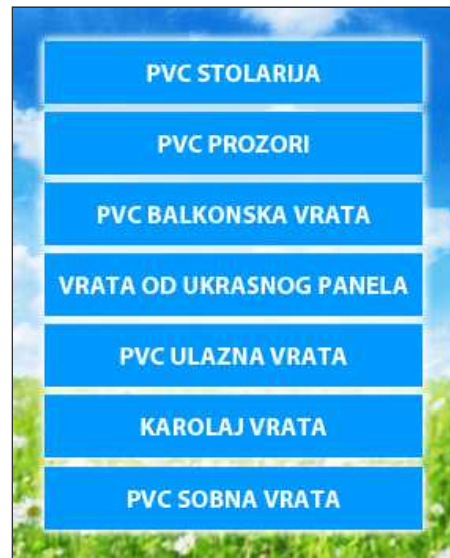 PVC STOLARIJA
PVC PROZORI
PVC BALKONSKA VRATA
VRATA OD UKRASNOG PANELA
PVC ULAZNA VRATA
KAROLAJ VRATA
PVC SOBNA VRATA